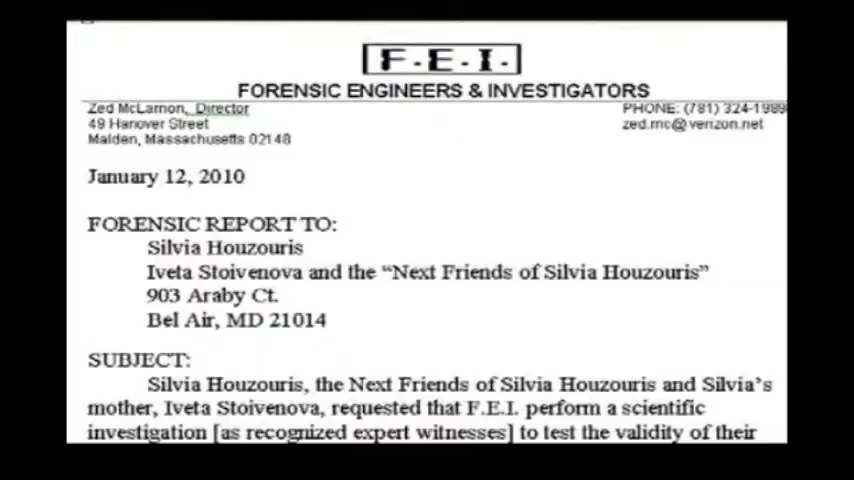 F.E.I.
FORENSIC ENGINEERS & INVESTIGATORS
Zed McLarnon, Director
PHONE: (781) 324-1989
49 Hanover Street
zed.mc@verizon.net
Malden, Massachusetts 02148
January 12, 2010
FORENSIC REPORT TO:
Silvia Houzouris
Iveta Stoivenova and the “Next Friends of Silvia Houzouris”
903 Araby Ct.
Bel Air, MD 21014
SUBJECT:
Silvia Houzouris, the Next Friends of Silvia Houzouris and Silvia’s
mother, Iveta Stoivenova, requested that F.E.I. perform a scientific
investigation [as recognized expert witnesses] to test the validity of their